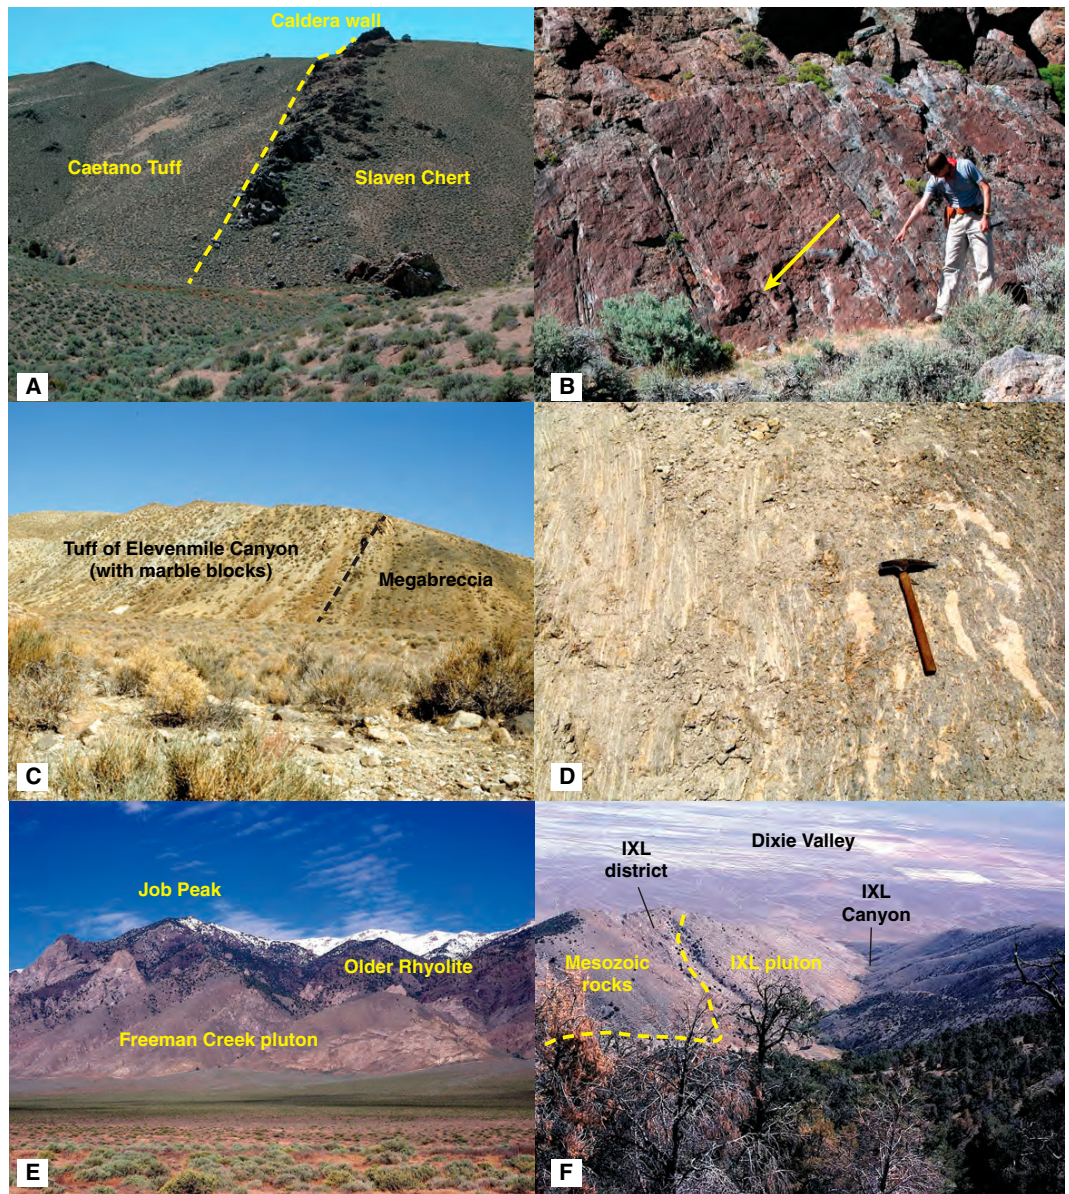 Caldera wall
Caetano Tuff
Slaven Chert
A
B
Tuff of Elevenmile Canyon
(with marble blocks)
Megabreccia
C
D
Job Peak
Older Rhyolite
Freeman Creek pluton
E
Dixie Valley
IXL
district
IXL
Canyon
Mesozoic
rocks
IXL pluton
F